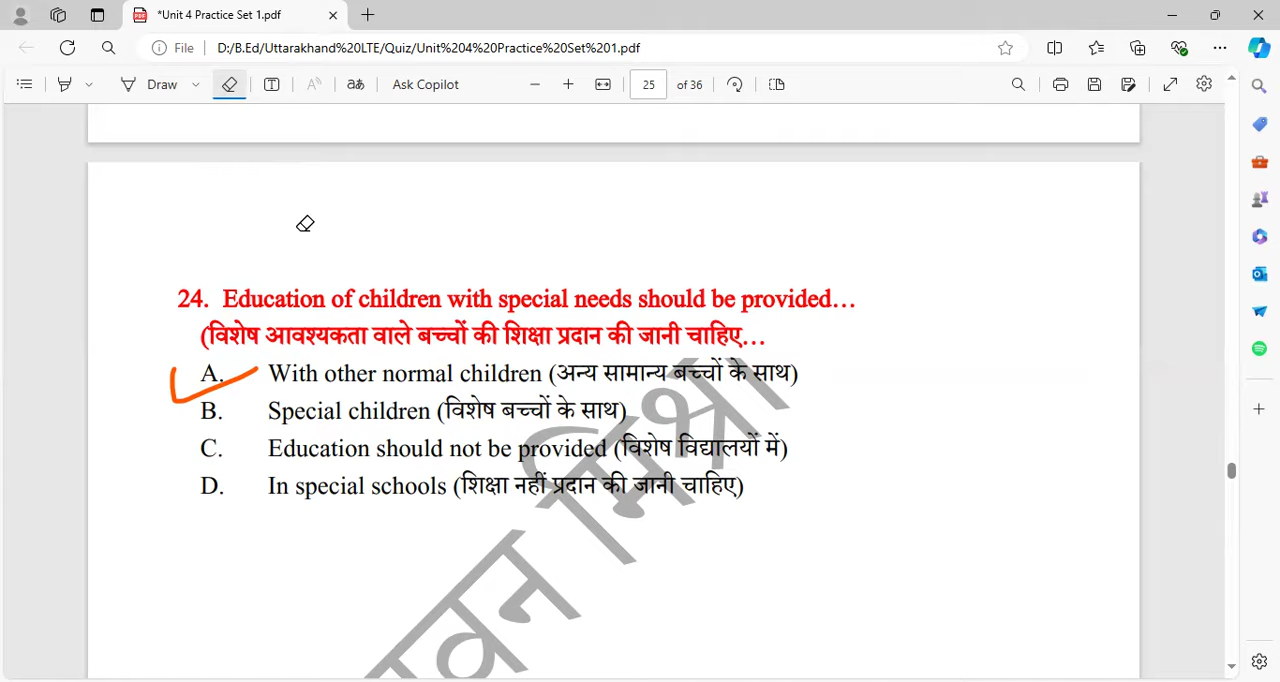 *Unit 4 Practice Set 1.pdf
File D:/B.Ed/Uttarakhand%20LTE/Quiz/Unit%204%20Practice%20Set%201.pdf
Draw aあ Ask Copilot 25 of 36
24. Education of children with special needs should be provided…
(विशेष आवश्यकता वाले बच्चों की शिक्षा प्रदान की जानी चाहिए…
A. With other normal children (अन्य सामान्य बच्चों के साथ)
B. Special children (विशेष बच्चों के साथ)
C. Education should not be provided (विशेष विद्यालयों में)
D. In special schools (शिक्षा नहीं प्रदान की जानी चाहिए)
मिश्रा